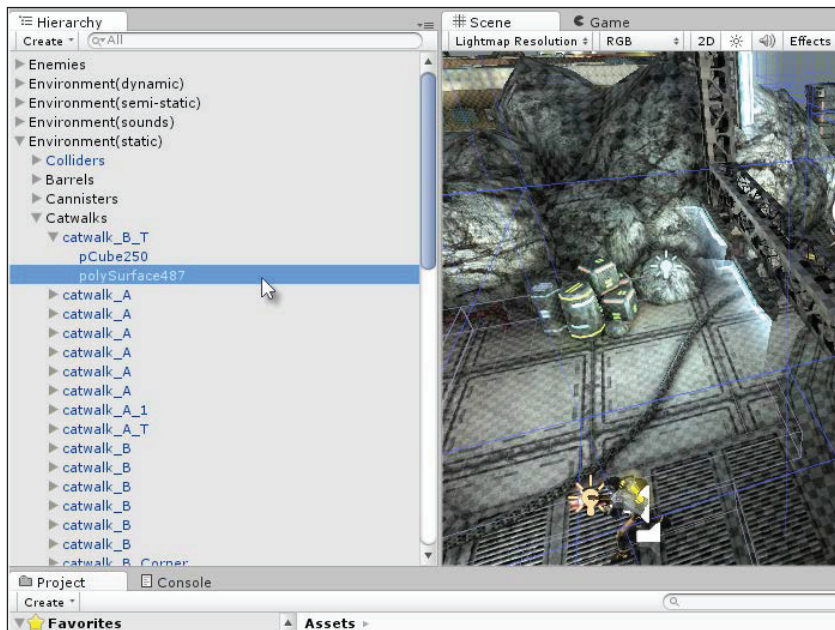 Hierarchy
Create
All
Enemies
Environment(dynamic)
Environment(semi-static)
Environment(sounds)
Environment(static)
Colliders
Barrels
Cannisters
Catwalks
catwalk_B_T
pCube250
polySurface487
catwalk_A
catwalk_A
catwalk_A
catwalk_A
catwalk_A
catwalk_A
catwalk_A_1
catwalk_A_T
catwalk_B
catwalk_B
catwalk_B
catwalk_B
catwalk_B
catwalk_B
catwalk_B_Corner
Scene Game
Lightmap Resolution RGB 2D Effects
Project Console
Create
Favorites
Assets